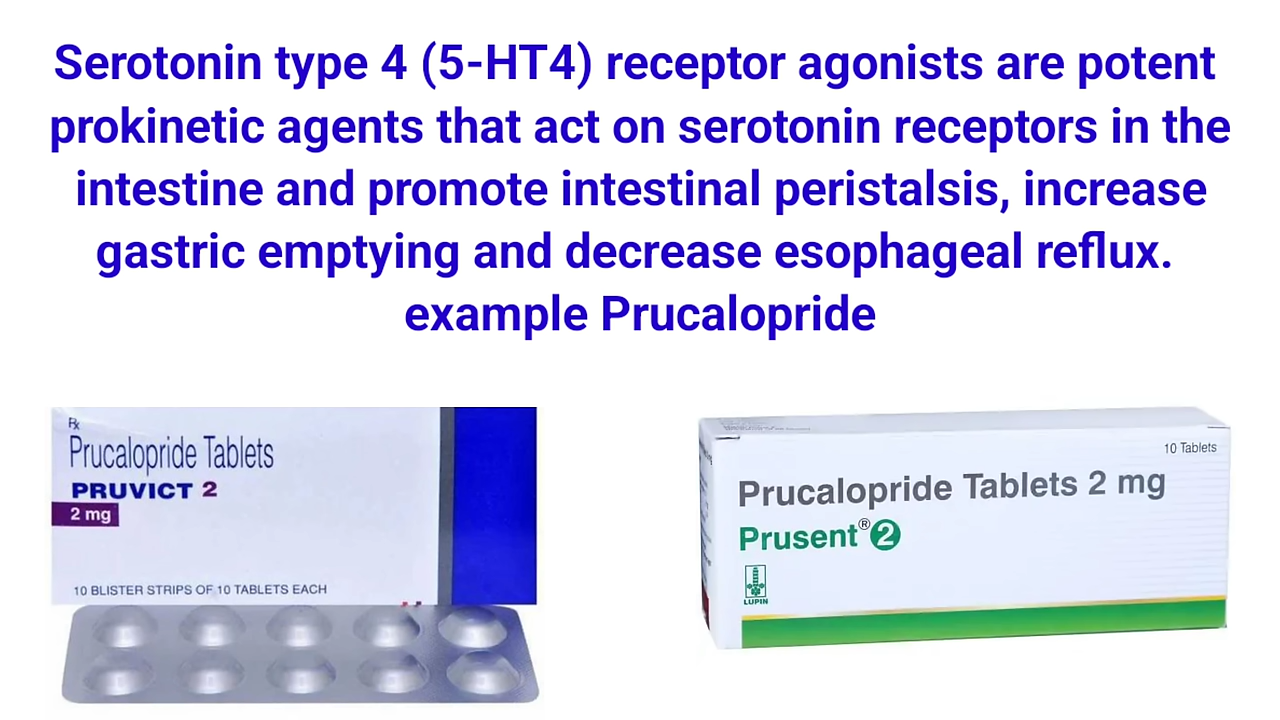 Serotonin type 4 (5-HT4) receptor agonists are potent
prokinetic agents that act on serotonin receptors in the
intestine and promote intestinal peristalsis, increase
gastric emptying and decrease esophageal reflux.
example Prucalopride
Rx
Prucalopride Tablets
PRUVICT 2
2 mg
10 BLISTER STRIPS OF 10 TABLETS EACH
10 Tablets
Prucalopride Tablets 2 mg
Prusent® 2
LUPIN